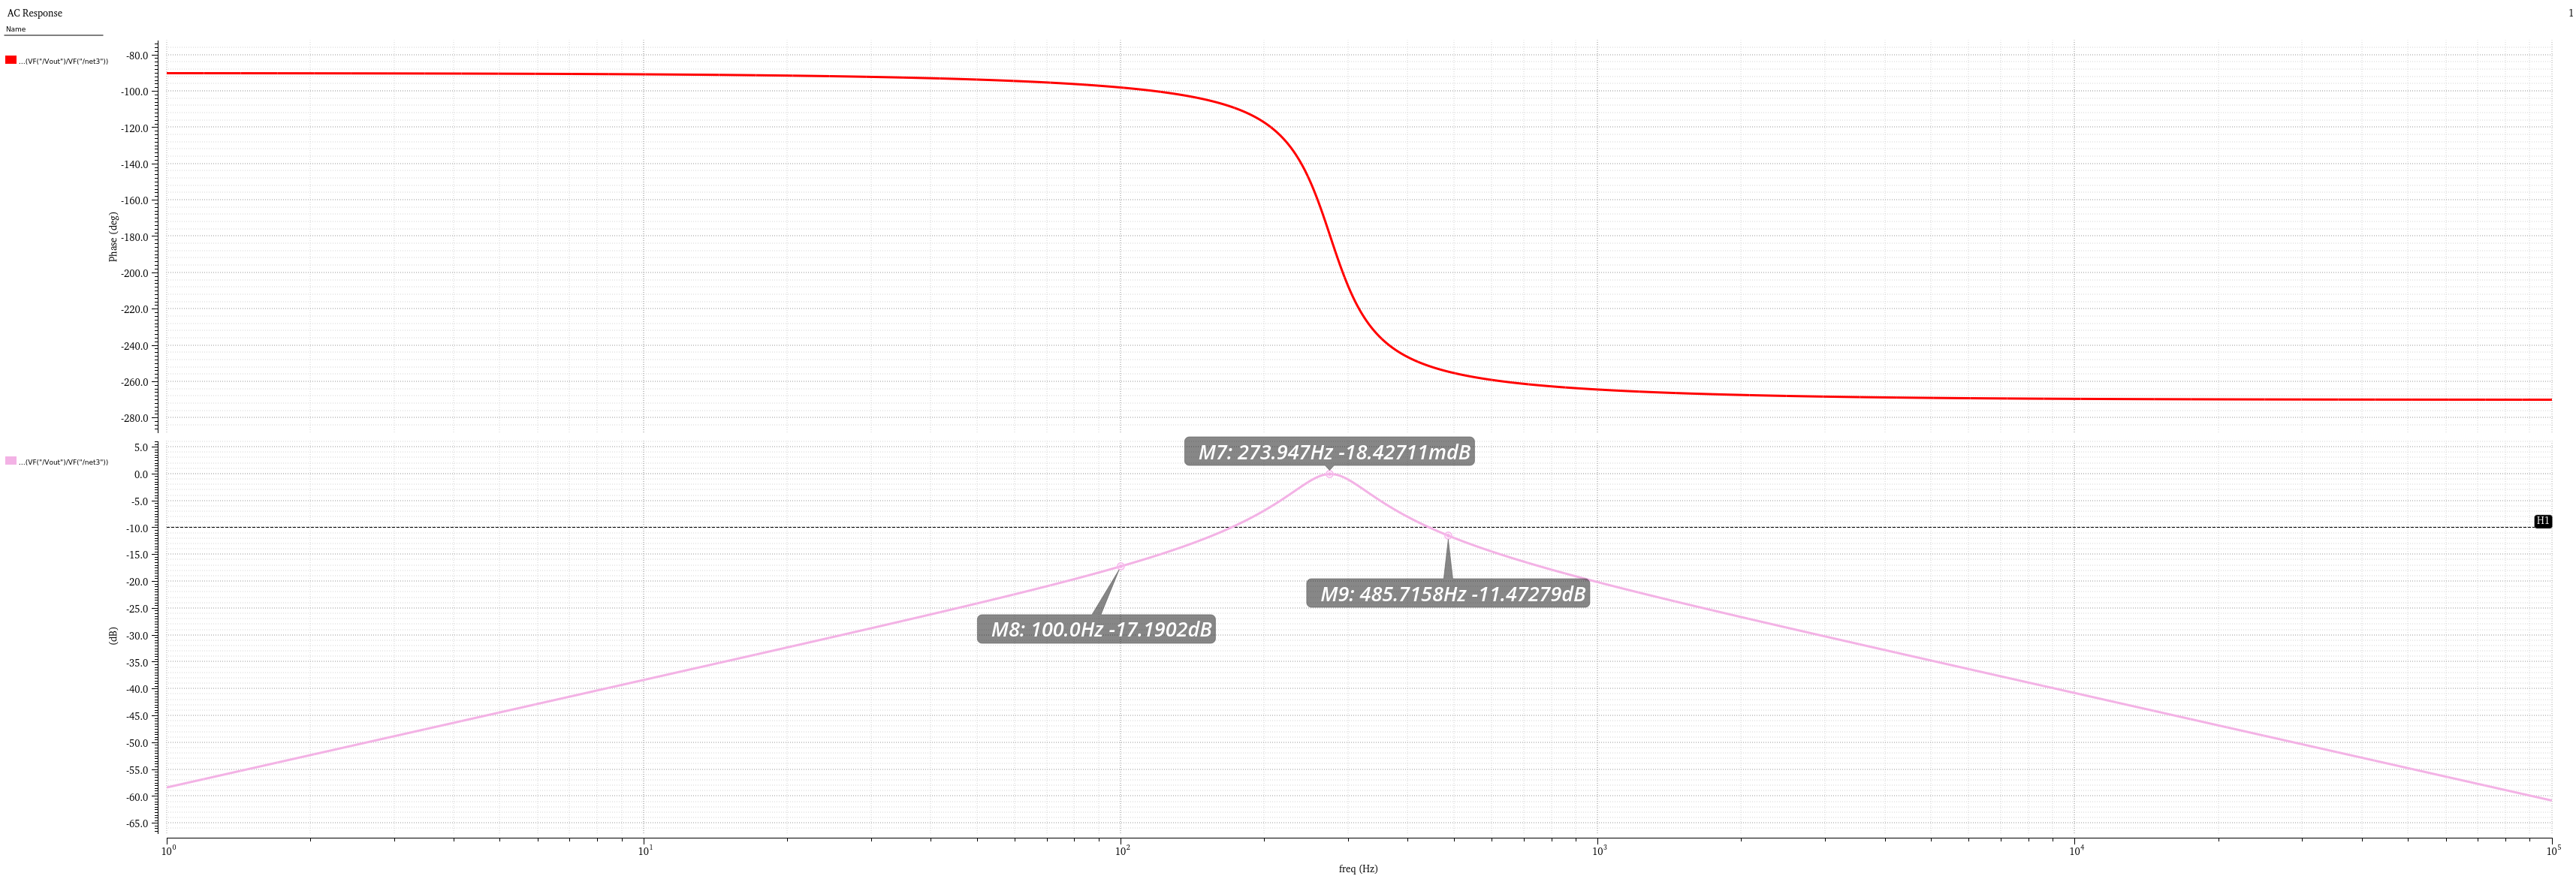 AC Response
1
Name
...(VF("/Vout")/VF("/net3"))
-80.0
-100.0
-120.0
-140.0
-160.0
-180.0
-200.0
-220.0
-240.0
-260.0
-280.0
Phase (deg)
...(VF("/Vout")/VF("/net3"))
5.0
0.0
-5.0
-10.0
-15.0
-20.0
-25.0
-30.0
-35.0
-40.0
-45.0
-50.0
-55.0
-60.0
-65.0
(dB)
M7: 273.947Hz -18.42711mdB
H1
M9: 485.7158Hz -11.47279dB
M8: 100.0Hz -17.1902dB
10⁰ 10¹ 10² 10³ 10⁴ 10⁵
freq (Hz)